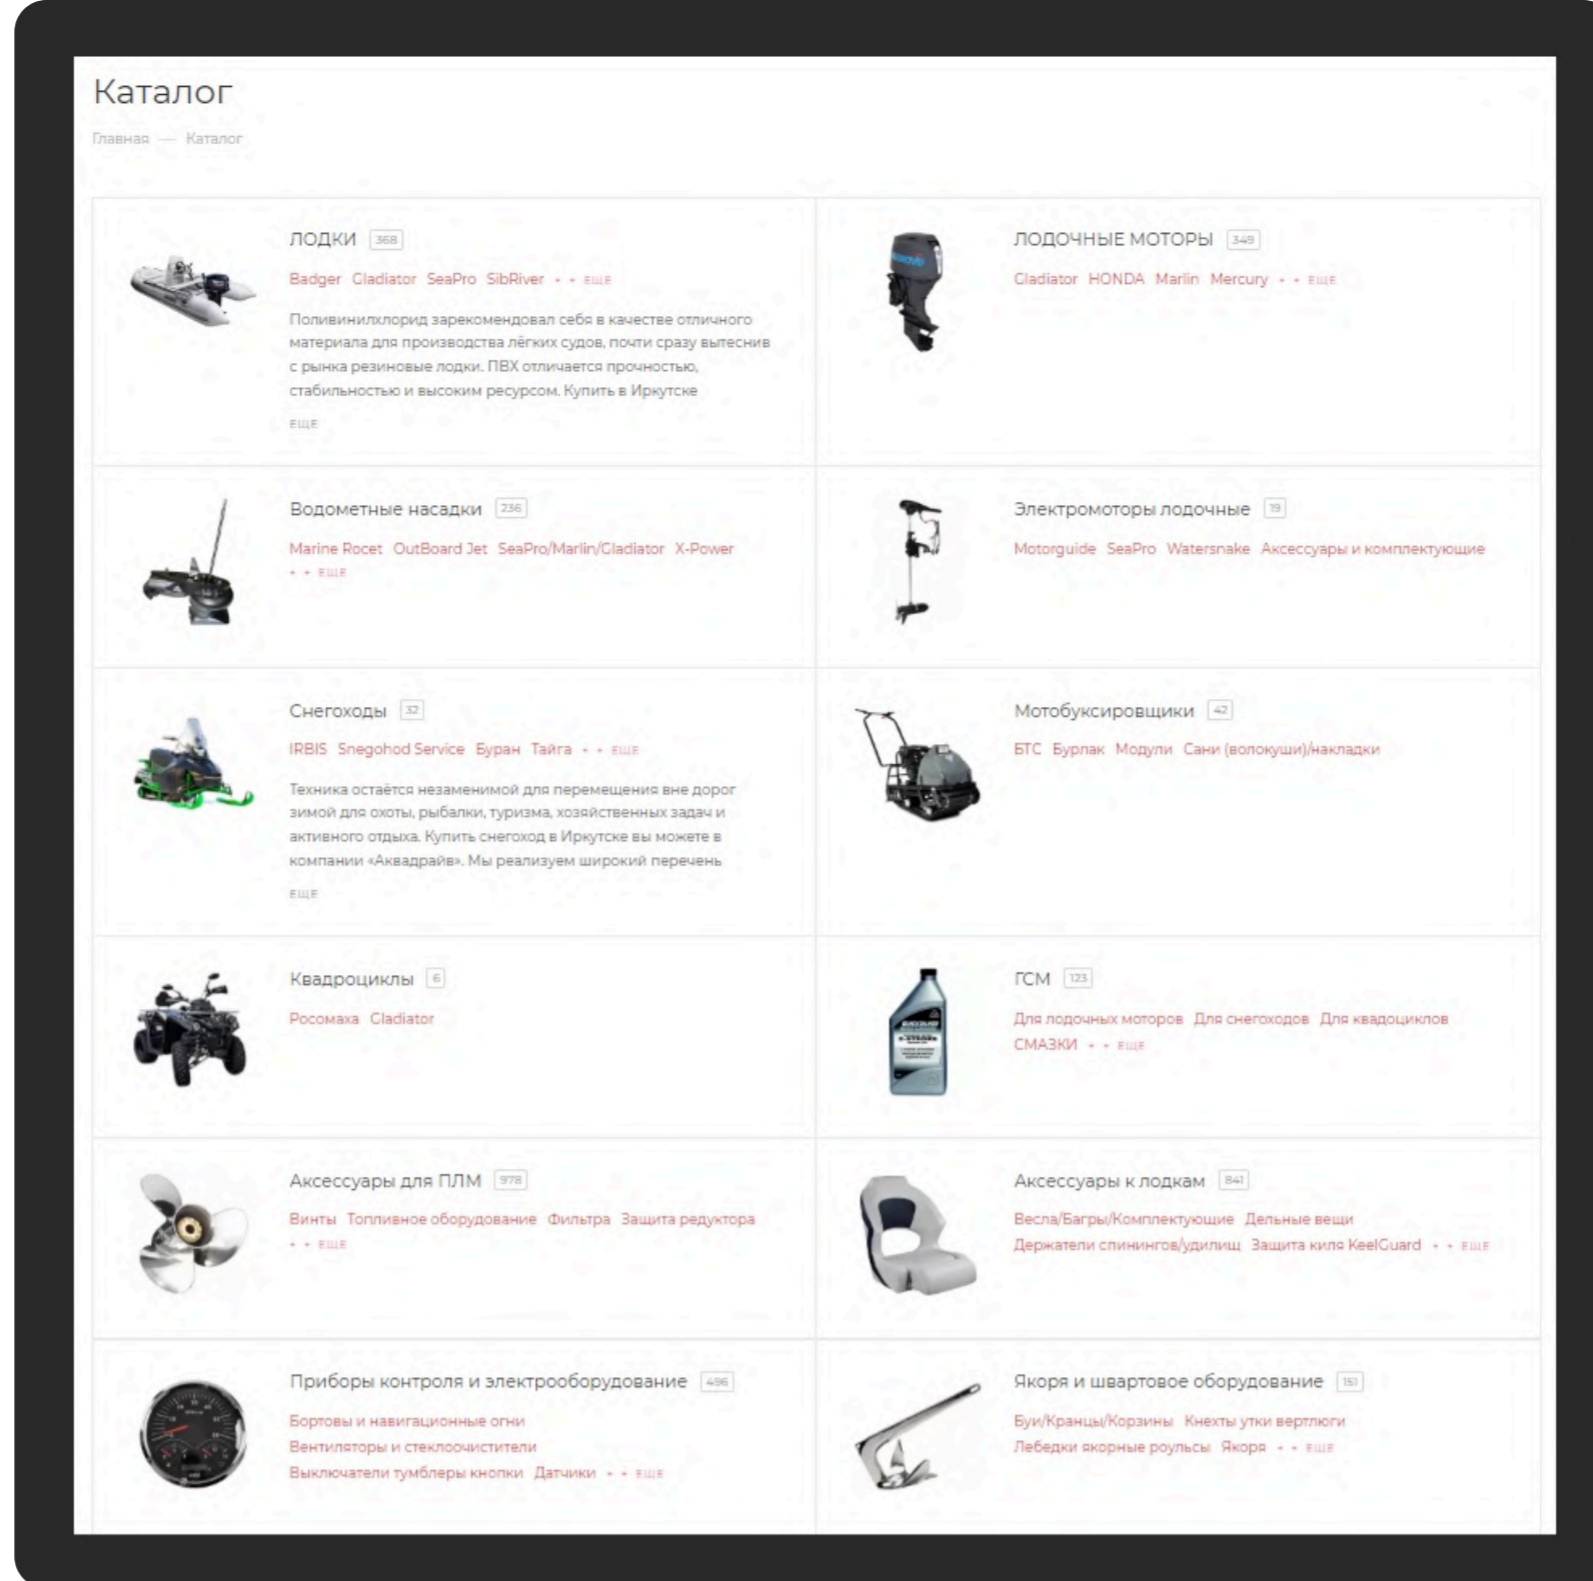 Каталог
Главная — Каталог
ЛОДКИ 368
Badger Gladiator SeaPro SibRiver + + ЕЩЕ
Поливинилхлорид зарекомендовал себя в качестве отличного
материала для производства лёгких судов, почти сразу вытеснив
с рынка резиновые лодки. ПВХ отличается прочностью,
стабильностью и высоким ресурсом. Купить в Иркутске
ЕЩЕ
ЛОДОЧНЫЕ МОТОРЫ 349
Gladiator HONDA Marlin Mercury + + ЕЩЕ
Водометные насадки 236
Marine Rocet OutBoard Jet SeaPro/Marlin/Gladiator X-Power
+ + ЕЩЕ
Электромоторы лодочные 19
Motorguide SeaPro Watersnake Аксессуары и комплектующие
Снегоходы 32
IRBIS Snegohod Service Буран Тайга + + ЕЩЕ
Техника остаётся незаменимой для перемещения вне дорог
зимой для охоты, рыбалки, туризма, хозяйственных задач и
активного отдыха. Купить снегоход в Иркутске вы можете в
компании «Аквадрайв». Мы реализуем широкий перечень
ЕЩЕ
Мотобуксировщики 42
БТС Бурлак Модули Сани (волокуши)/накладки
Квадроциклы 6
Росомаха Gladiator
ГСМ 123
Для лодочных моторов Для снегоходов Для квадоциклов
СМАЗКИ + + ЕЩЕ
Аксессуары для ПЛМ 978
Винты Топливное оборудование Фильтра Защита редуктора
+ + ЕЩЕ
Аксессуары к лодкам 841
Весла/Багры/Комплектующие Дельные вещи
Держатели спинингов/удилищ Защита киля KeelGuard + + ЕЩЕ
Приборы контроля и электрооборудование 496
Бортовы и навигационные огни
Вентиляторы и стеклоочистители
Выключатели тумблеры кнопки Датчики + + ЕЩЕ
Якоря и швартовое оборудование 151
Буи/Кранцы/Корзины Кнехты утки вертлюги
Лебедки якорные роульсы Якоря + + ЕЩЕ